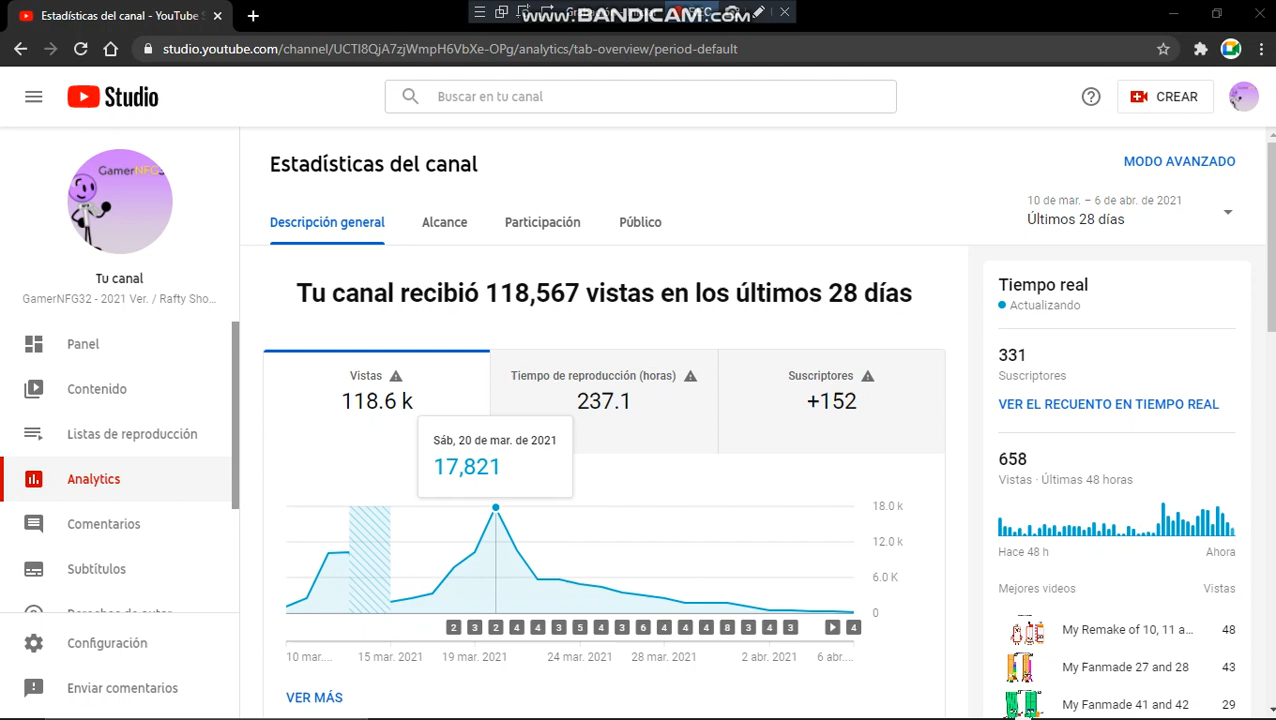 Estadísticas del canal - YouTube S
www.BANDICAM.com
studio.youtube.com/channel/UCTI8QjA7zjWmpH6VbXe-OPg/analytics/tab-overview/period-default
Studio
Buscar en tu canal
CREAR
GamerNFG3
Tu canal
GamerNFG32 - 2021 Ver. / Rafty Sho...
Panel
Contenido
Listas de reproducción
Analytics
Comentarios
Subtítulos
Derechos de autor
Configuración
Enviar comentarios
Estadísticas del canal
MODO AVANZADO
Descripción general
Alcance
Participación
Público
10 de mar. – 6 de abr. de 2021
Últimos 28 días
Tu canal recibió 118,567 vistas en los últimos 28 días
Vistas
118.6 k
Tiempo de reproducción (horas)
237.1
Suscriptores
+152
Sáb, 20 de mar. de 2021
17,821
18.0 k
12.0 k
6.0 K
0
2 3 2 4 4 3 5 4 3 6 4 4 4 8 3 4 3 4
10 mar....
15 mar. 2021
19 mar. 2021
24 mar. 2021
28 mar. 2021
2 abr. 2021
6 abr....
VER MÁS
Tiempo real
Actualizando
331
Suscriptores
VER EL RECUENTO EN TIEMPO REAL
658
Vistas · Últimas 48 horas
Hace 48 h
Ahora
Mejores videos
Vistas
My Remake of 10, 11 a...
48
My Fanmade 27 and 28
43
My Fanmade 41 and 42
29